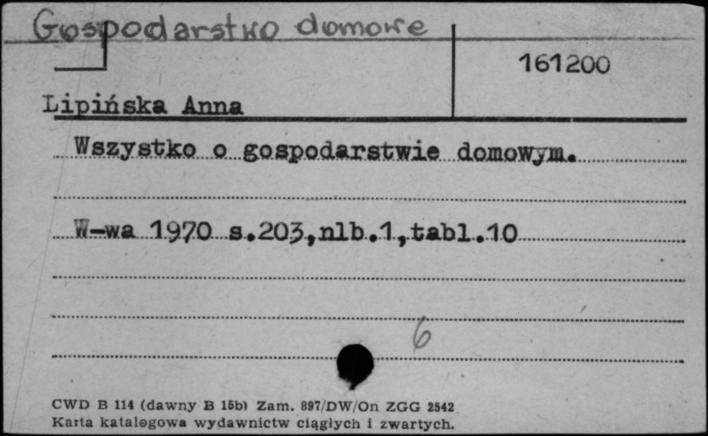 Gospodarstwo domowe
161200
Lipińska Anna
Wszystko o gospodarstwie domowym.
W-wa 1970 s.203,nlb.1,tabl.10
6
CWD B 114 (dawny B 15b) Zam. 897/DW/On ZGG 2542
Karta katalogowa wydawnictw ciągłych i zwartych.